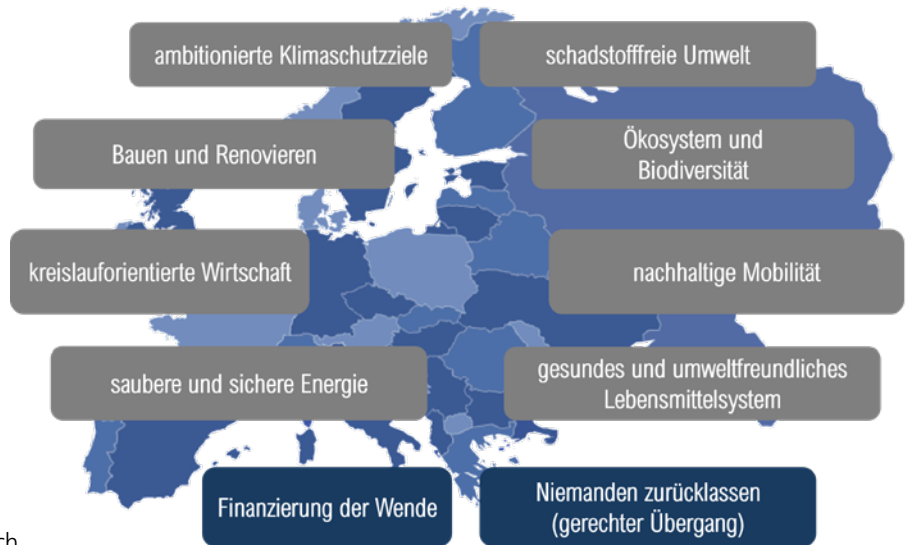 ambitionierte Klimaschutzziele
schadstofffreie Umwelt
Bauen und Renovieren
Ökosystem und
Biodiversität
kreislauforientierte Wirtschaft
nachhaltige Mobilität
saubere und sichere Energie
gesundes und umweltfreundliches
Lebensmittelsystem
Finanzierung der Wende
Niemanden zurücklassen
(gerechter Übergang)